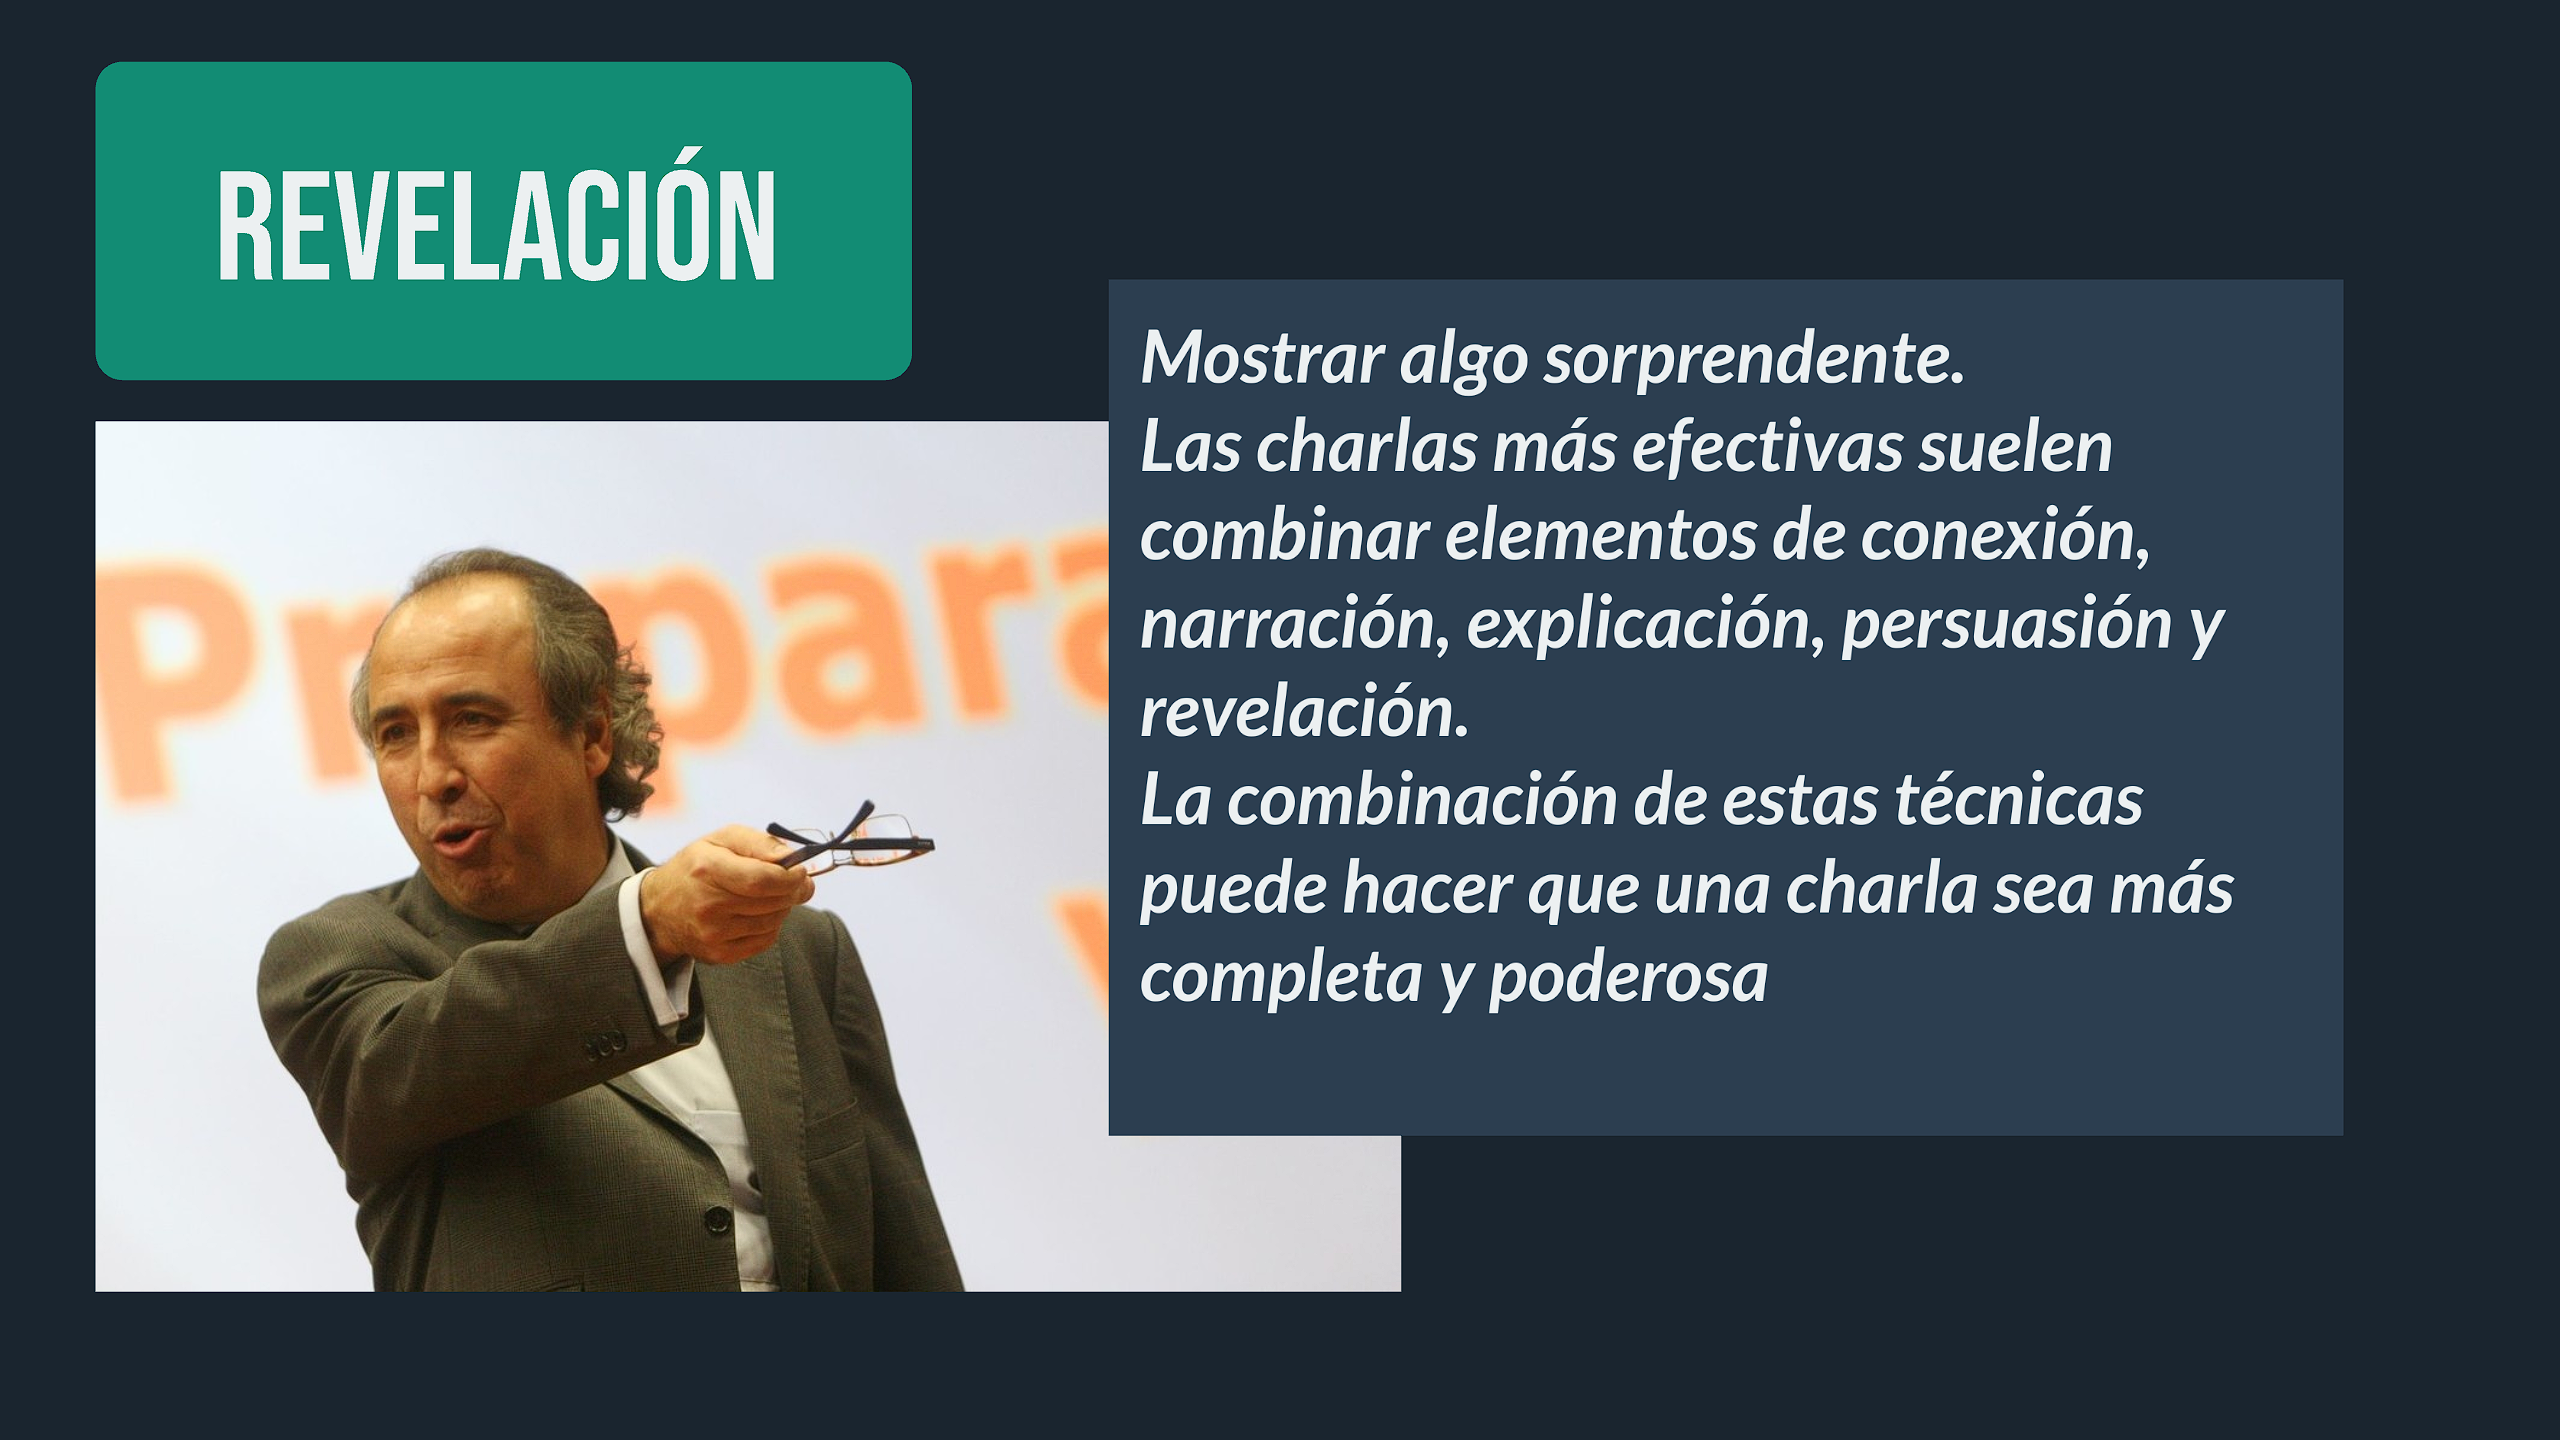 REVELACIÓN
Mostrar algo sorprendente.
Las charlas más efectivas suelen
combinar elementos de conexión,
narración, explicación, persuasión y
revelación.
La combinación de estas técnicas
puede hacer que una charla sea más
completa y poderosa